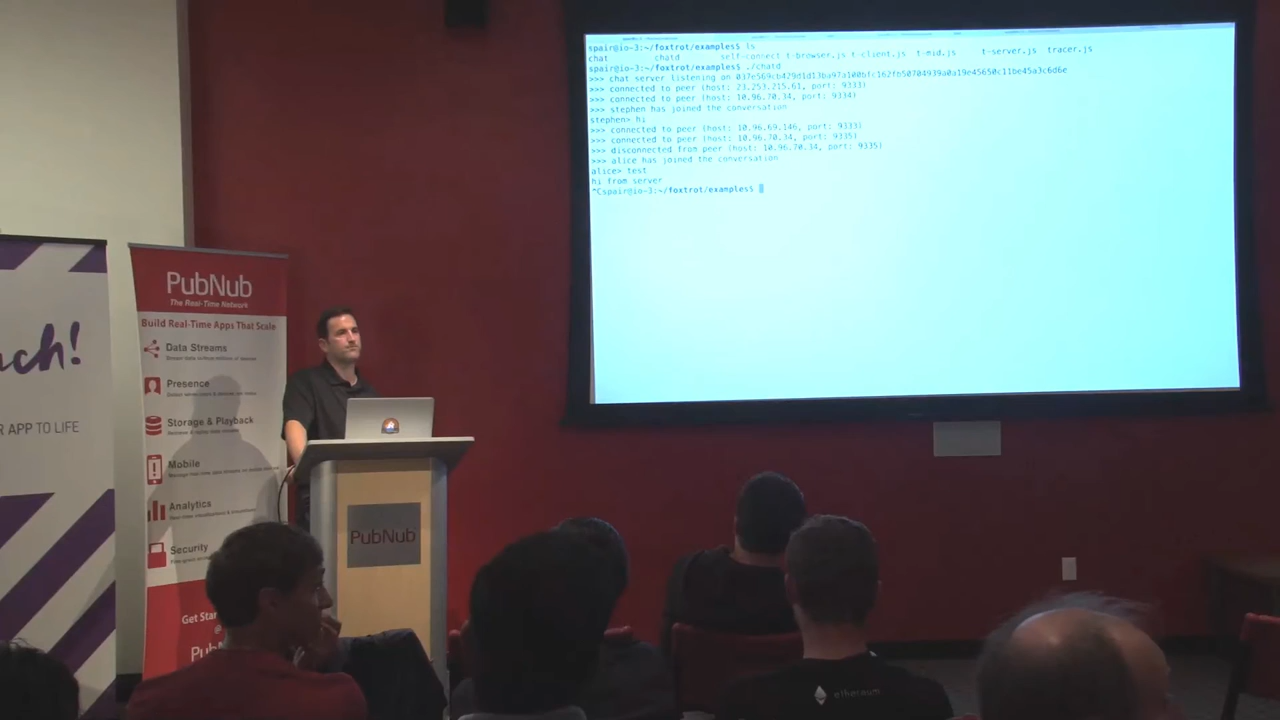 spair@io-3:~/foxtrot/examples$ ls
chat chatd self-connect t-browser.js t-client.js t-mid.js t-server.js tracer.js
spair@io-3:~/foxtrot/examples$ ./chatd
>>> chat server listening on
>>> connected to peer (host: 23.253.215.61, port: 9333)
>>> connected to peer (host: 10.96.70.34, port: 9334)
>>> stephen has joined the conversation
stephen> hi
>>> connected to peer (host: 10.96.69.146, port: 9333)
>>> connected to peer (host: 10.96.70.34, port: 9335)
>>> disconnected from peer (host: 10.96.70.34, port: 9335)
>>> alice has joined the conversation
alice> test
hi from server
^Cspair@io-3:~/foxtrot/examples$
PubNub
The Real-Time Network
Build Real-Time Apps That Scale
Data Streams
Presence
Storage & Playback
Mobile
Analytics
Security
Get
@
APP TO LIFE
PubNub
ethereum